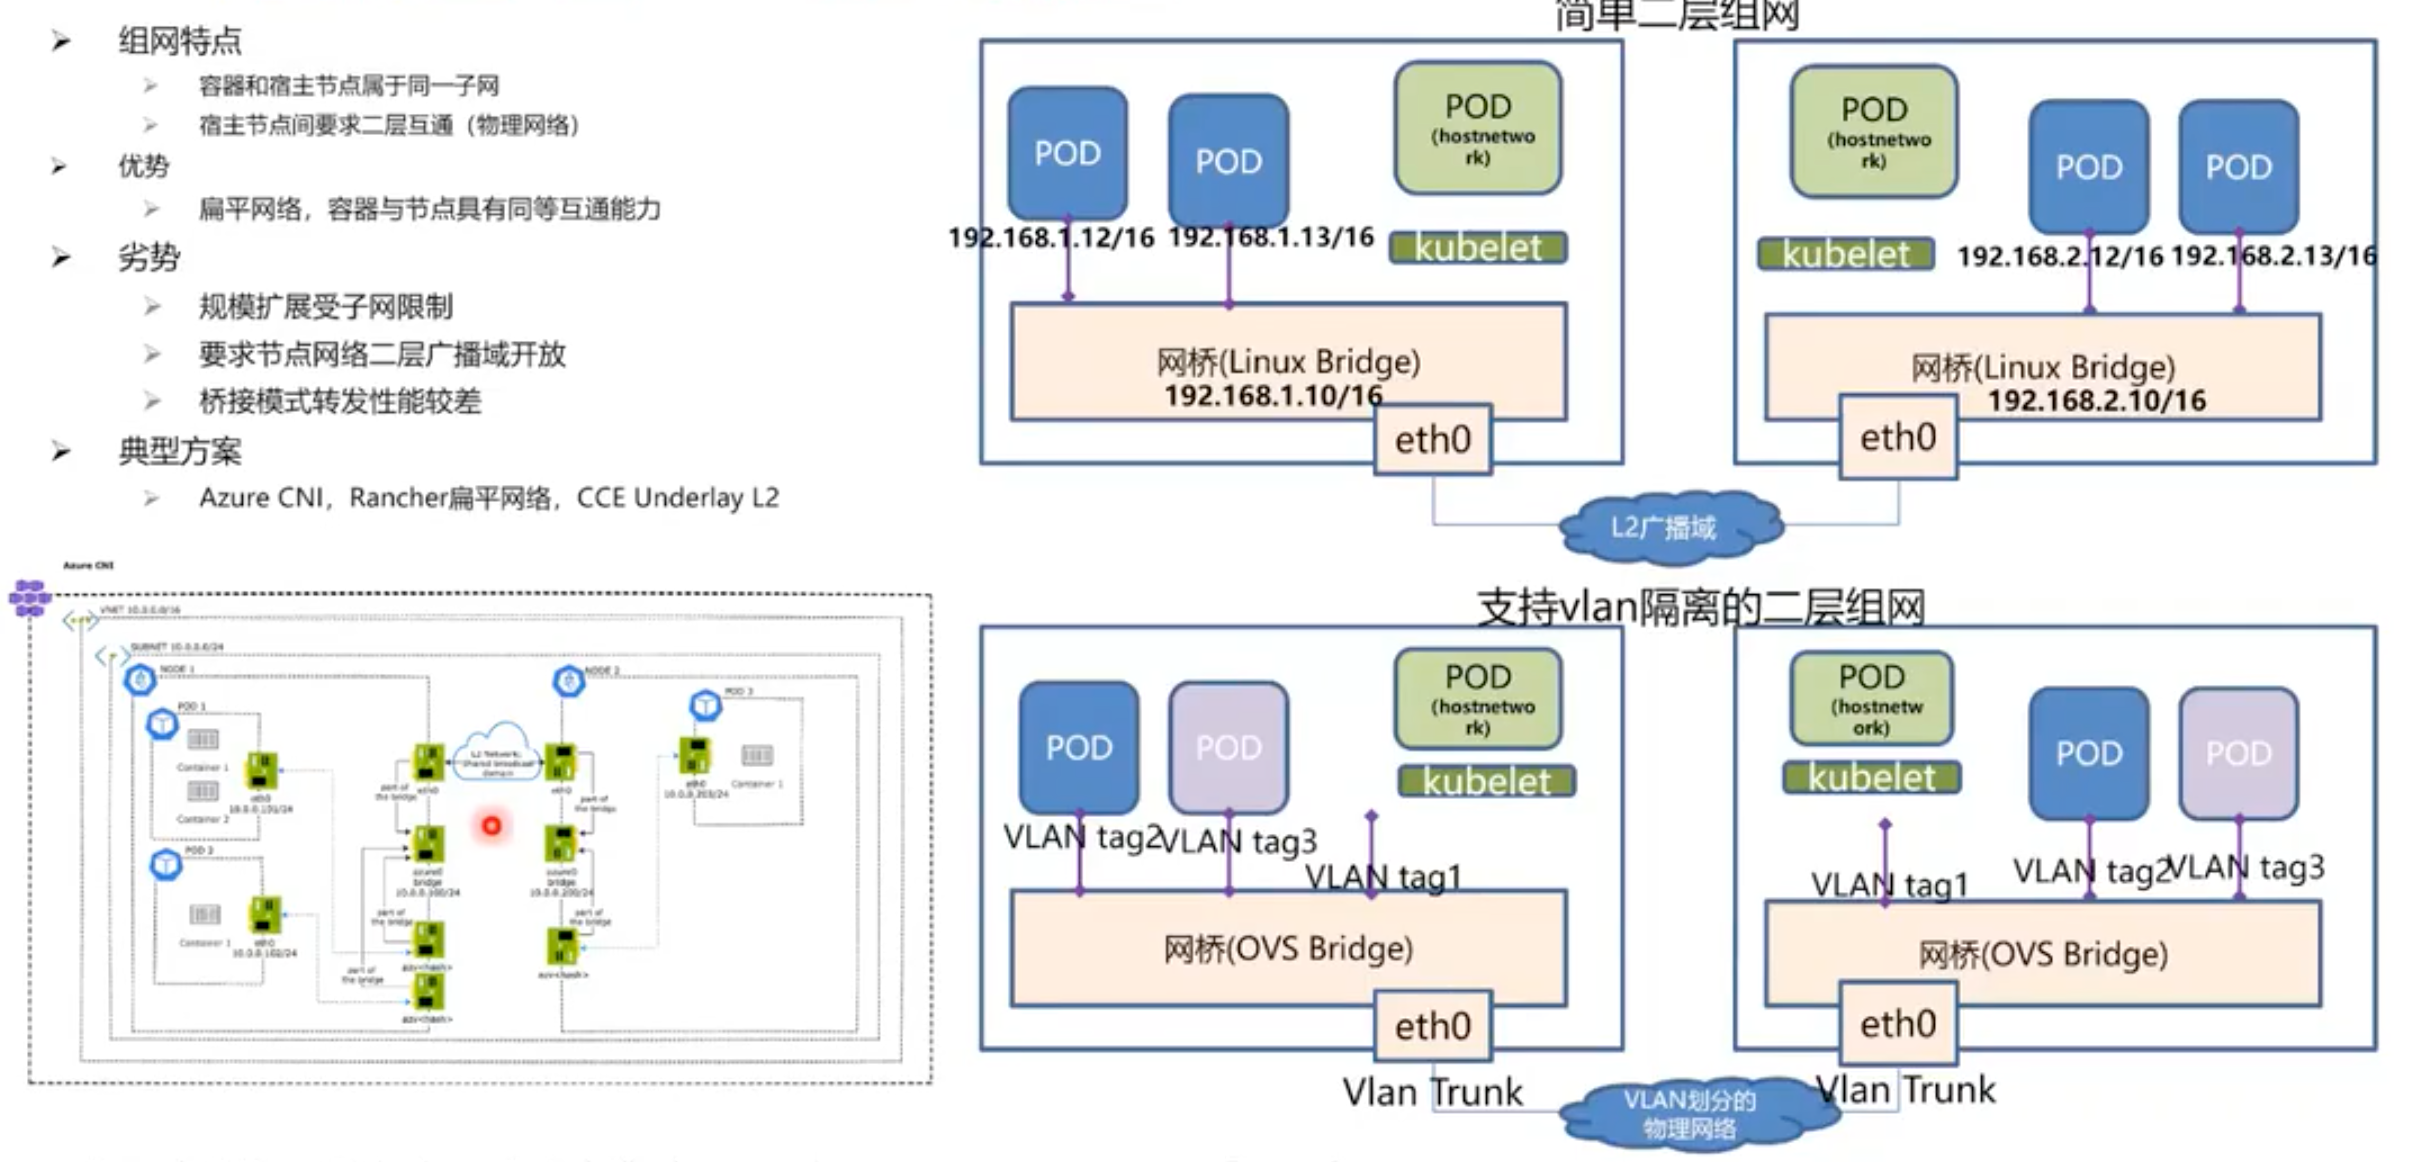 组网特点
容器和宿主节点属于同一子网
宿主节点间要求二层互通（物理网络）
优势
扁平网络，容器与节点具有同等互通能力
劣势
规模扩展受子网限制
要求节点网络二层广播域开放
桥接模式转发性能较差
典型方案
Azure CNI，Rancher扁平网络，CCE Underlay L2
简单二层组网
POD
POD
POD
(hostnetwo
rk)
192.168.1.12/16
192.168.1.13/16
kubelet
网桥(Linux Bridge)
192.168.1.10/16
eth0
POD
(hostnetwo
rk)
POD
POD
kubelet
192.168.2.12/16
192.168.2.13/16
网桥(Linux Bridge)
192.168.2.10/16
eth0
L2广播域
Azure CNI
VNET 10.0.0.0/16
SUBNET 10.0.0.0/24
NODE 1
POD 1
Container 1
Container 2
eth0
10.0.0.101/24
POD 2
Container 1
eth0
10.0.0.102/24
eth0
part of
the bridge
azure0
bridge
10.0.0.100/24
part of
the bridge
azv<hash>
part of
the bridge
azv<hash>
L2 Network:
Shared broadcast
domain
NODE 2
eth0
part of
the bridge
azure0
bridge
10.0.0.200/24
part of
the bridge
azv<hash>
POD 3
eth0
10.0.0.203/24
Container 1
支持vlan隔离的二层组网
POD
POD
POD
(hostnetwo
rk)
kubelet
VLAN tag2
VLAN tag3
VLAN tag1
网桥(OVS Bridge)
eth0
Vlan Trunk
POD
(hostnetw
ork)
kubelet
POD
POD
VLAN tag1
VLAN tag2
VLAN tag3
网桥(OVS Bridge)
eth0
Vlan Trunk
VLAN划分的
物理网络